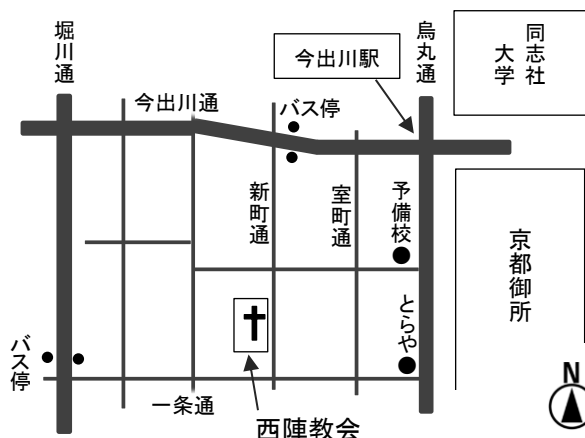 堀川通
今出川通
バス停
今出川駅
烏丸通
同志社
大学
新町通
室町通
予備校
京都御所
とらや
バス停
一条通
西陣教会
N